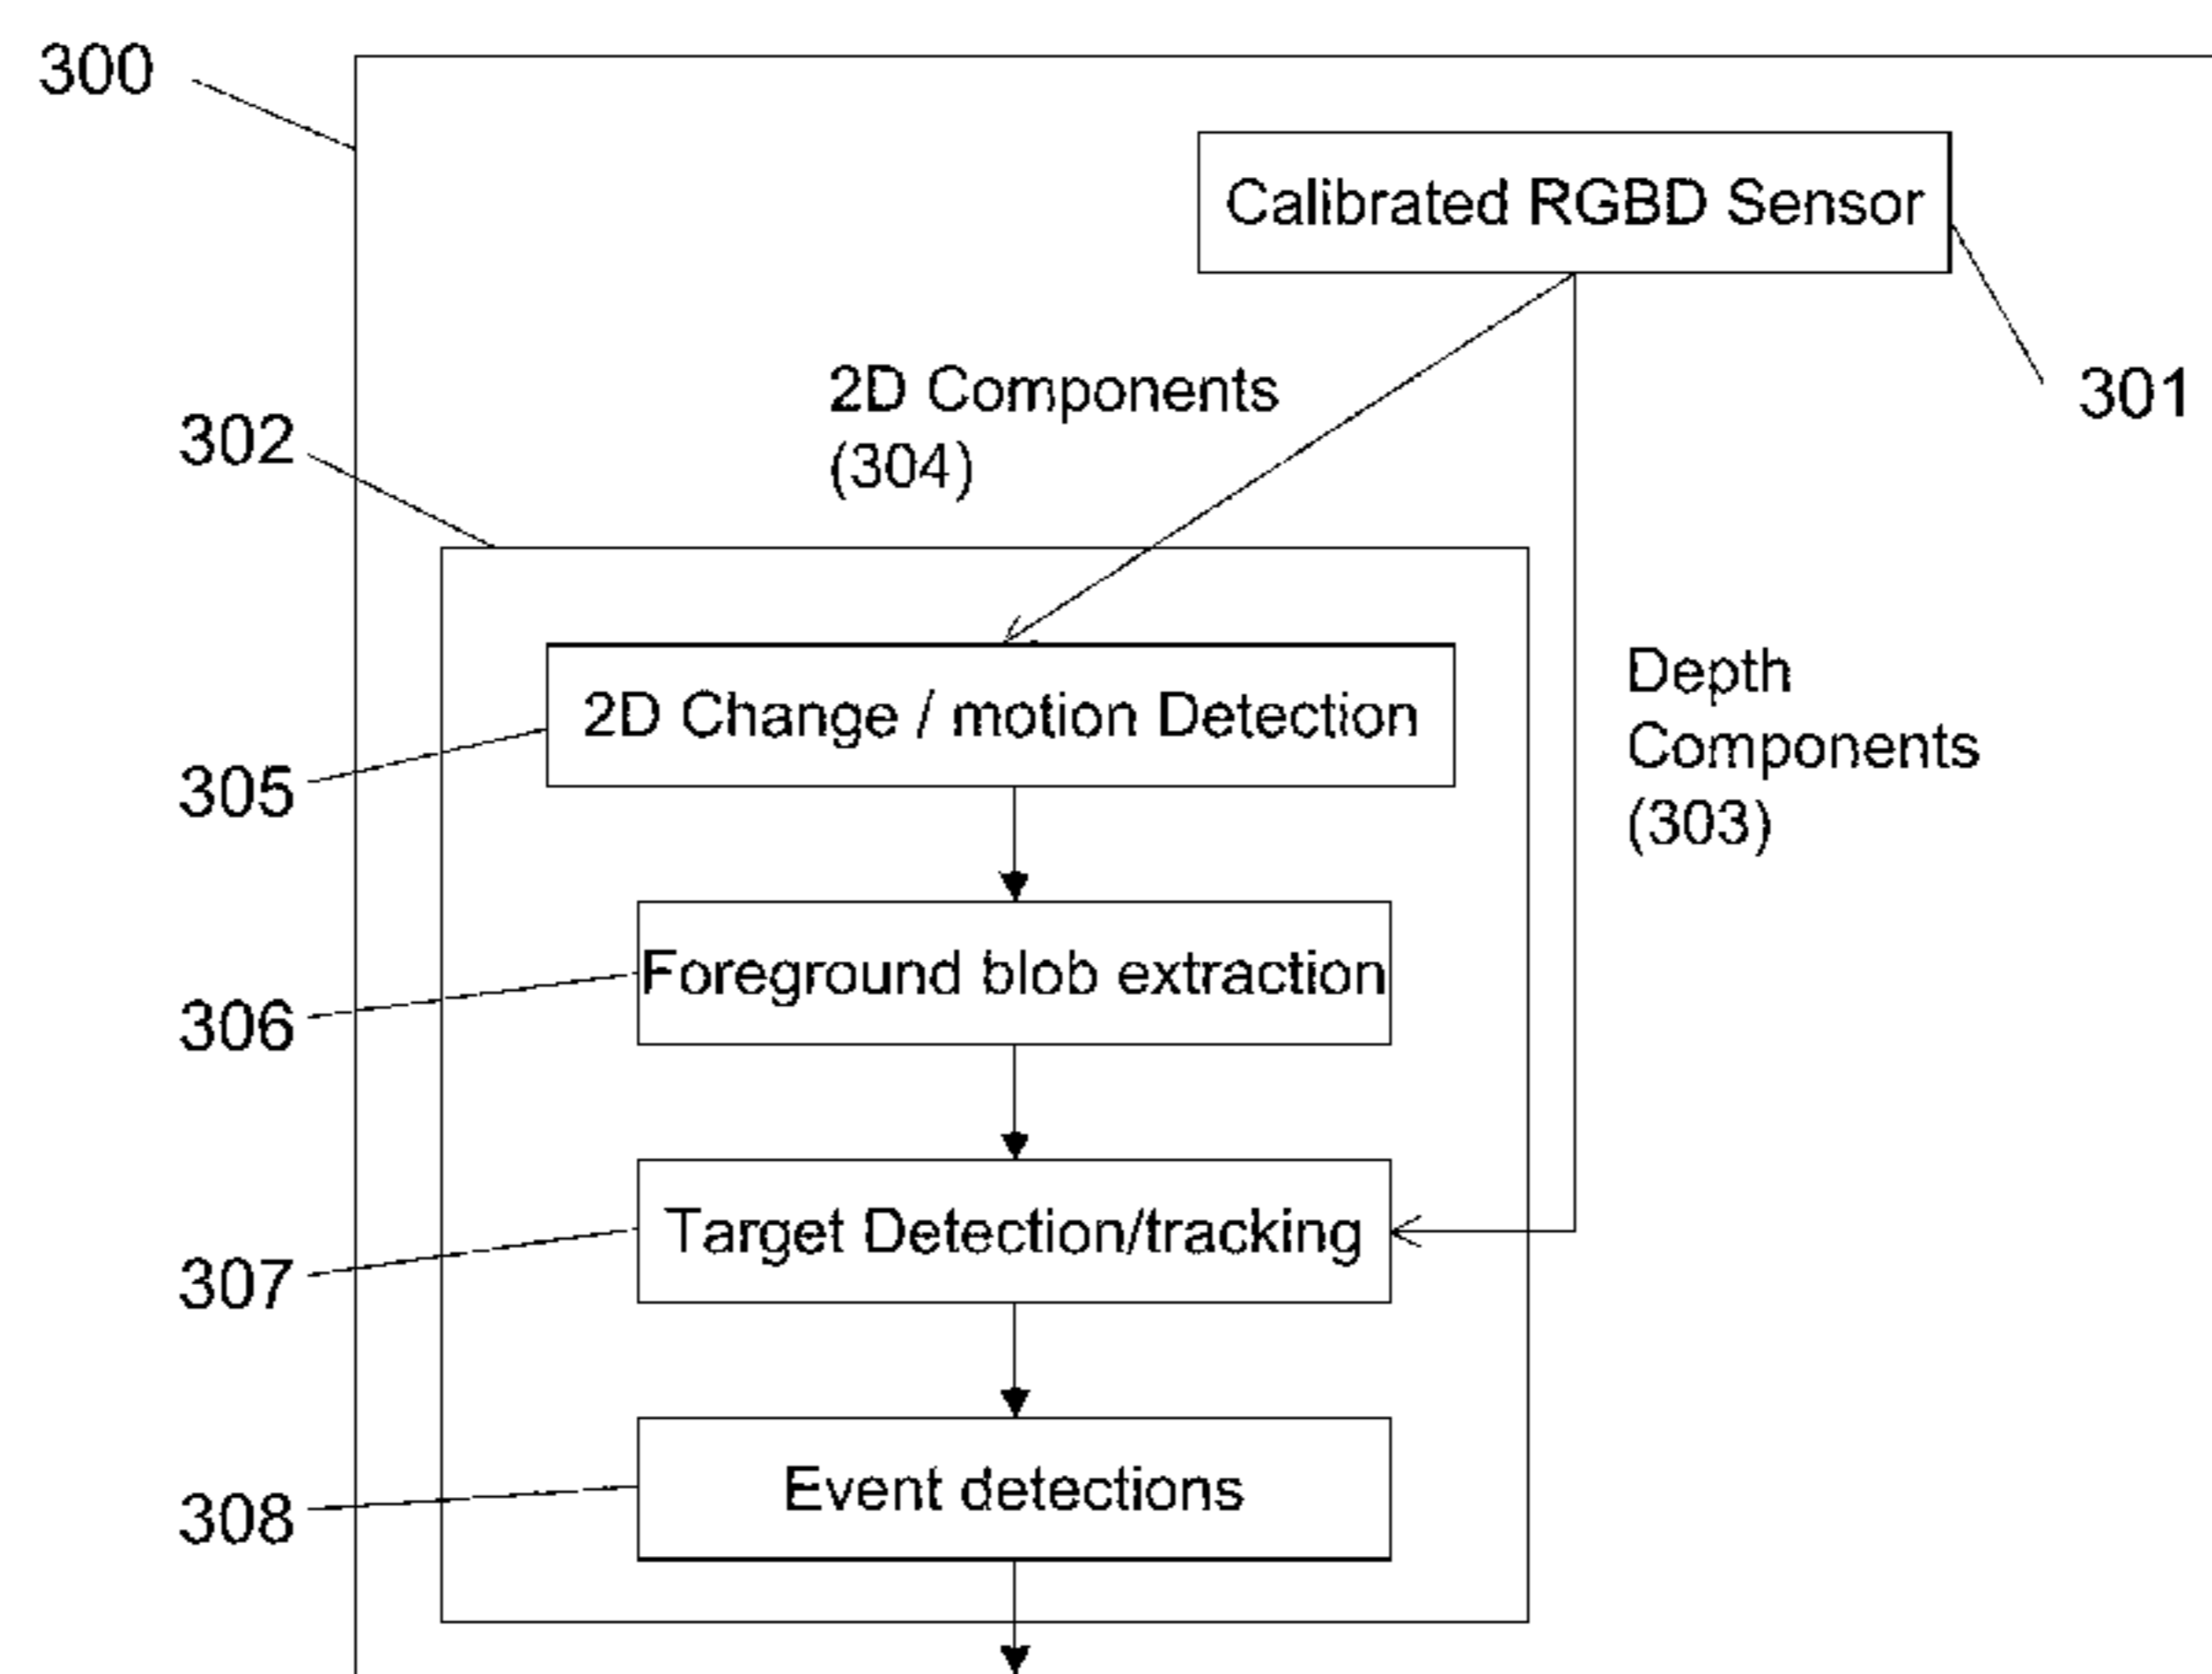 300
Calibrated RGBD Sensor
301
2D Components
(304)
302
Depth
Components
(303)
2D Change / motion Detection
305
Foreground blob extraction
306
Target Detection/tracking
307
Event detections
308